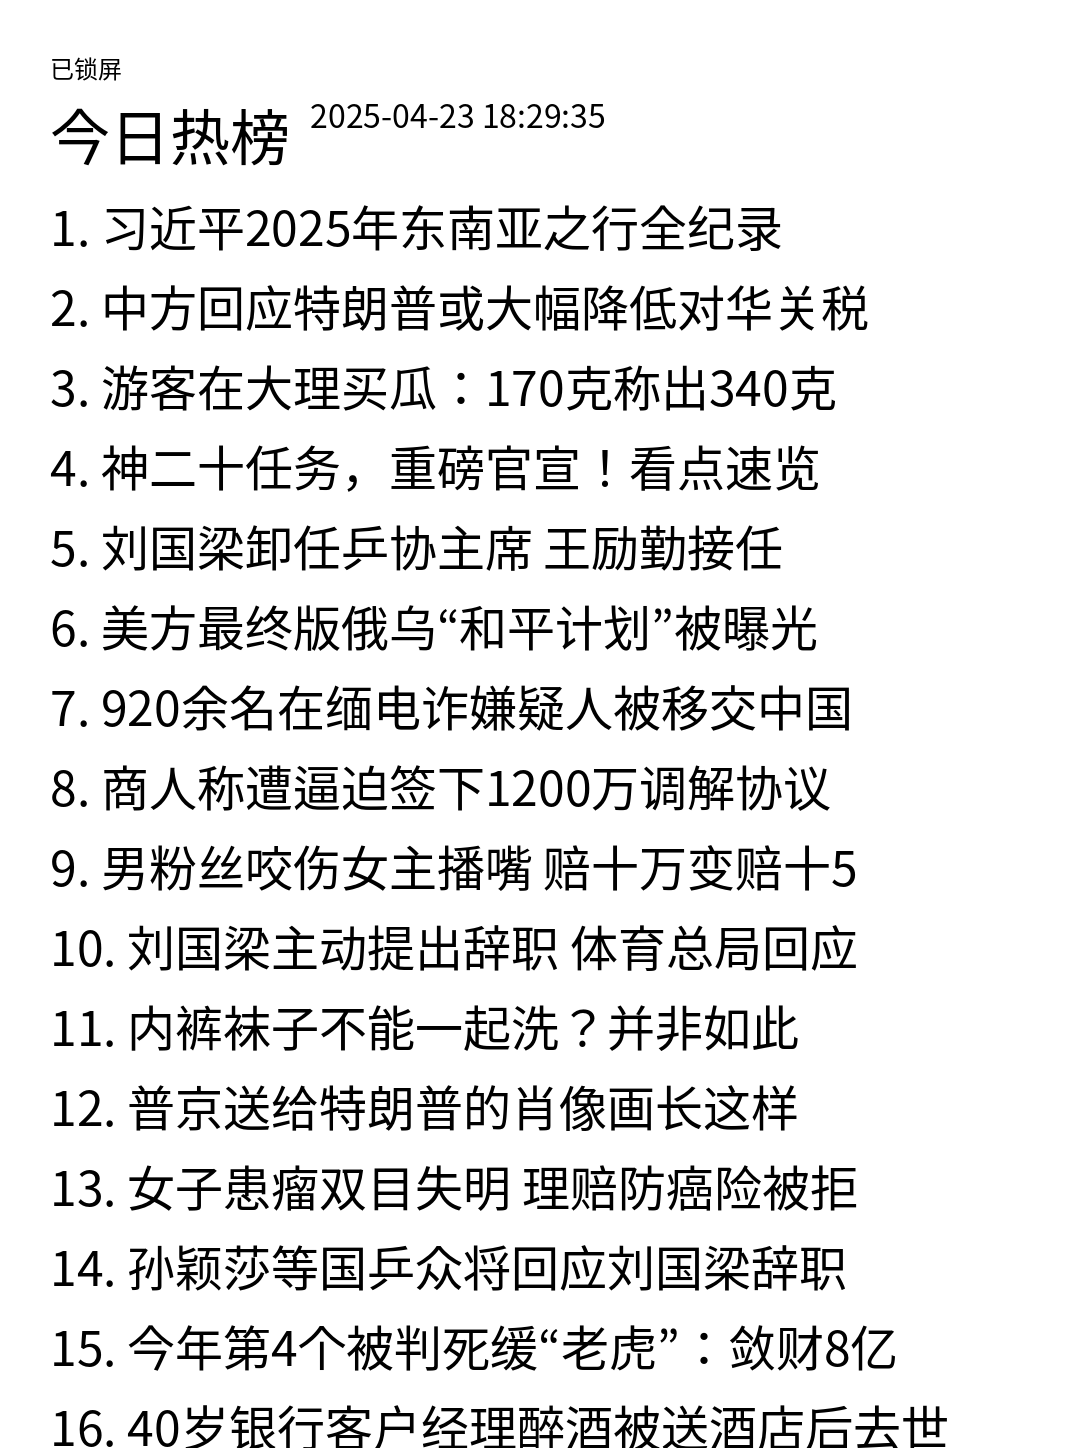 已锁屏
今日热榜 2025-04-23 18:29:35
1. 习近平2025年东南亚之行全纪录
2. 中方回应特朗普或大幅降低对华关税
3. 游客在大理买瓜：170克称出340克
4. 神二十任务，重磅官宣！看点速览
5. 刘国梁卸任乒协主席 王励勤接任
6. 美方最终版俄乌“和平计划”被曝光
7. 920余名在缅电诈嫌疑人被移交中国
8. 商人称遭逼迫签下1200万调解协议
9. 男粉丝咬伤女主播嘴 赔十万变赔十5
10. 刘国梁主动提出辞职 体育总局回应
11. 内裤袜子不能一起洗？并非如此
12. 普京送给特朗普的肖像画长这样
13. 女子患瘤双目失明 理赔防癌险被拒
14. 孙颖莎等国乒众将回应刘国梁辞职
15. 今年第4个被判死缓“老虎”：敛财8亿
16. 40岁银行客户经理醉酒被送酒店后去世